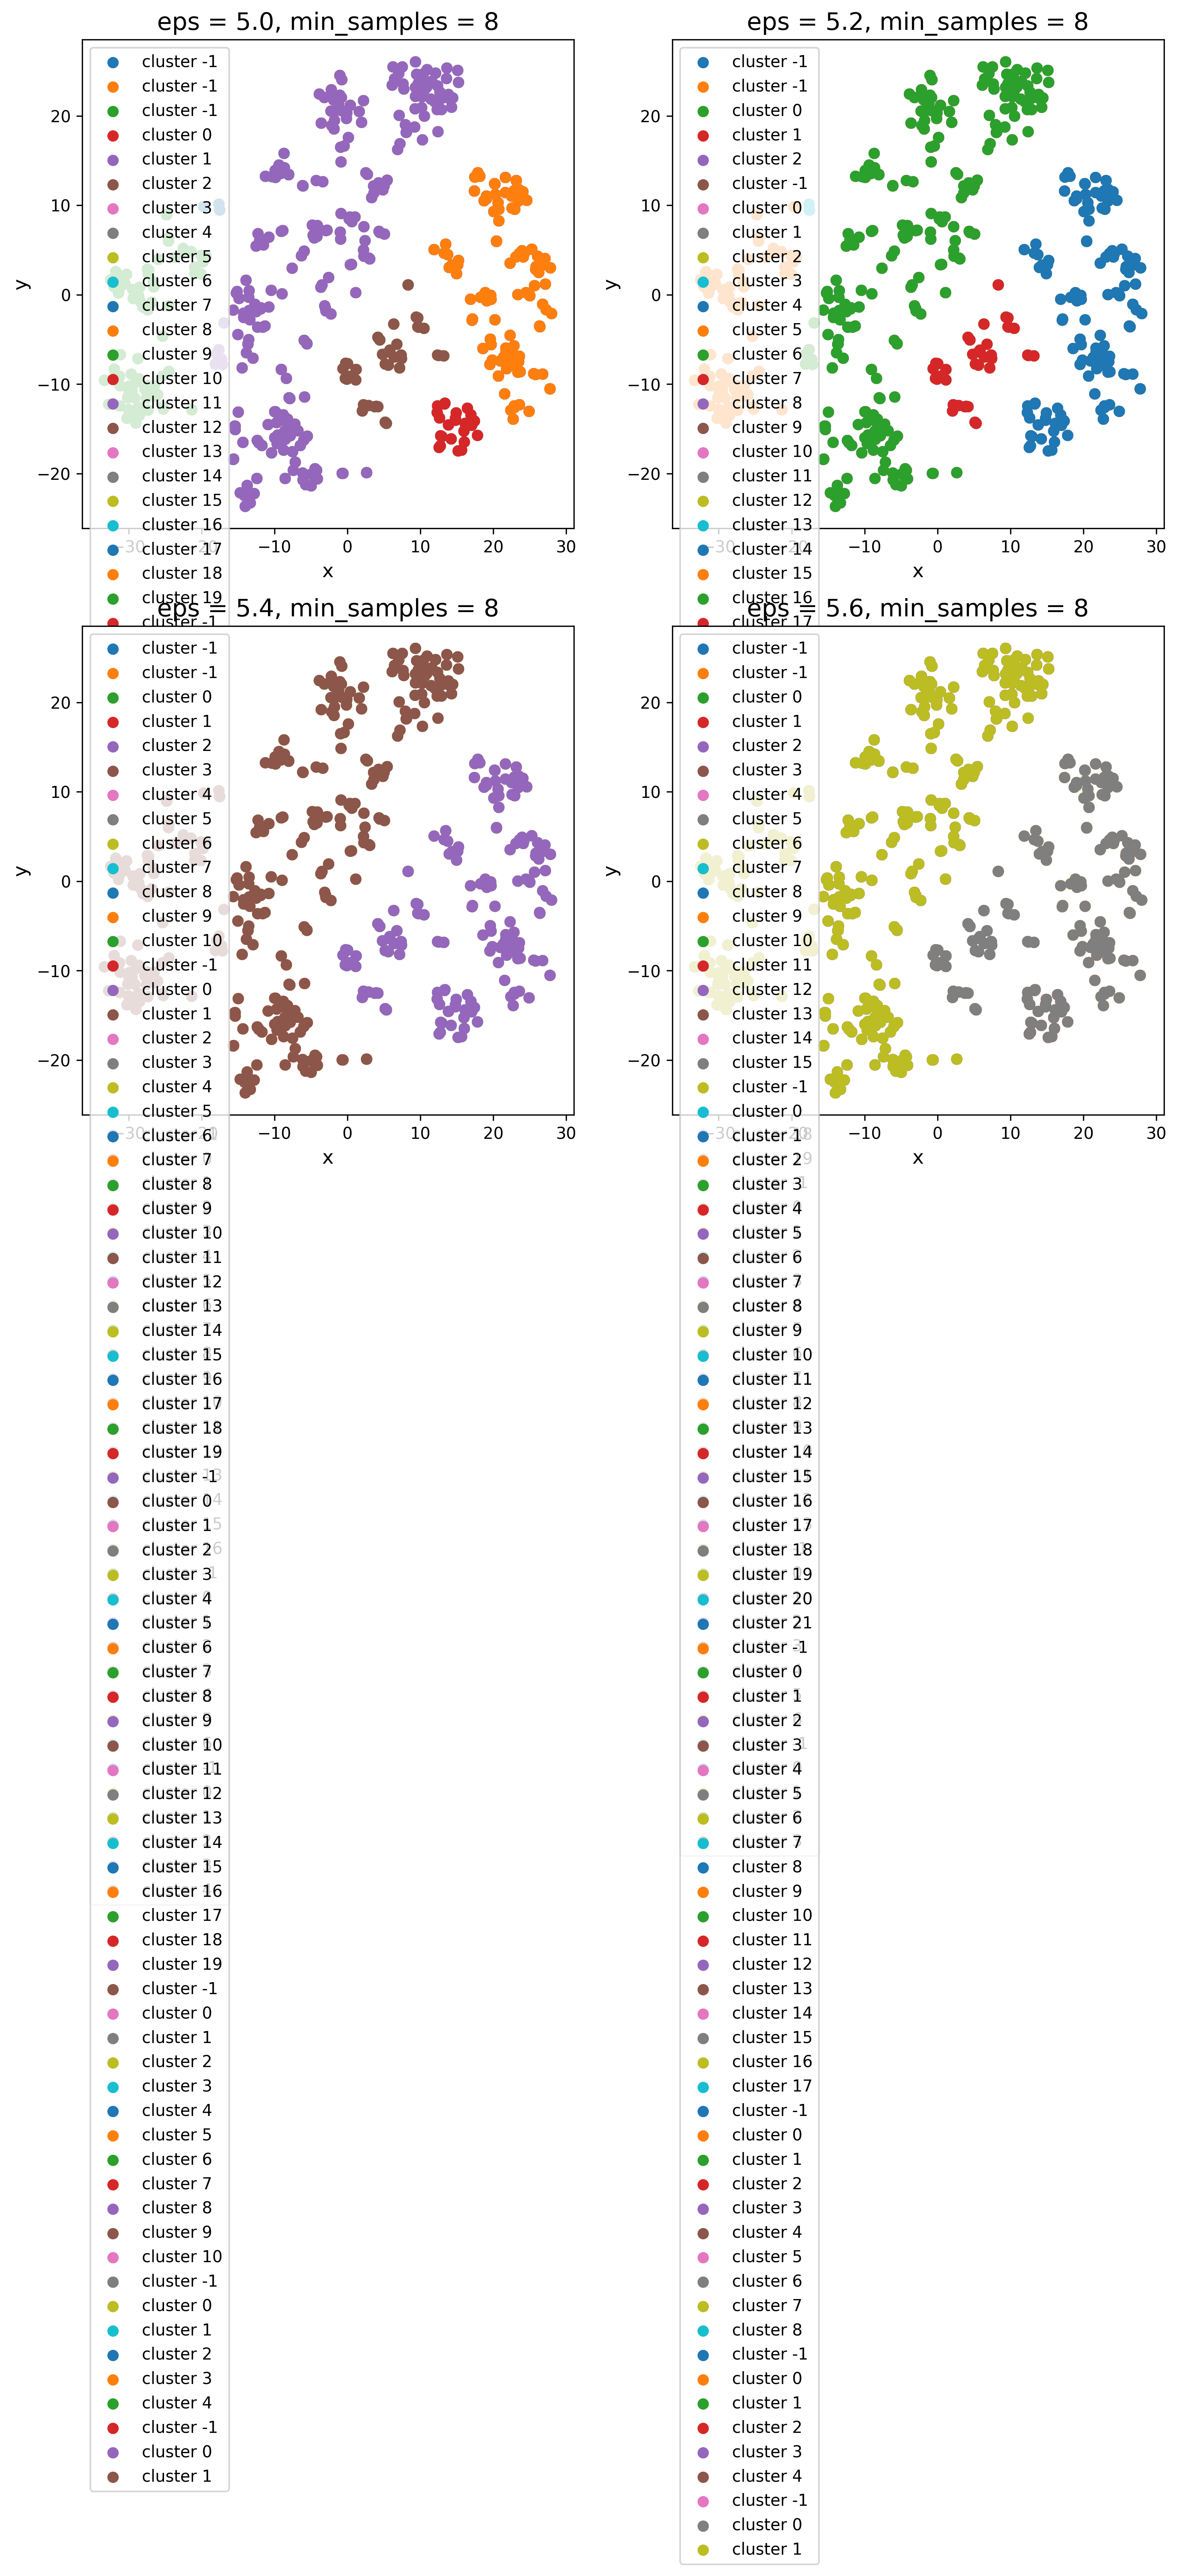 eps = 5.0, min_samples = 8
cluster -1
cluster -1
cluster -1
cluster 0
cluster 1
cluster 2
cluster 3
cluster 4
cluster 5
cluster 6
cluster 7
cluster 8
cluster 9
cluster 10
cluster 11
cluster 12
cluster 13
cluster 14
cluster 15
cluster 16
cluster 17
cluster 18
cluster 19
cluster -1
20
10
0
−10
−20
y
−30 −20 −10 0 10 20 30
x
eps = 5.2, min_samples = 8
cluster -1
cluster -1
cluster 0
cluster 1
cluster 2
cluster -1
cluster 0
cluster 1
cluster 2
cluster 3
cluster 4
cluster 5
cluster 6
cluster 7
cluster 8
cluster 9
cluster 10
cluster 11
cluster 12
cluster 13
cluster 14
cluster 15
cluster 16
cluster 17
20
10
0
−10
−20
y
−30 −20 −10 0 10 20 30
x
eps = 5.4, min_samples = 8
cluster -1
cluster -1
cluster 0
cluster 1
cluster 2
cluster 3
cluster 4
cluster 5
cluster 6
cluster 7
cluster 8
cluster 9
cluster 10
cluster -1
cluster 0
cluster 1
cluster 2
cluster 3
cluster 4
cluster 5
cluster 6
cluster 7
cluster 8
cluster 9
cluster 10
cluster 11
cluster 12
cluster 13
cluster 14
cluster 15
cluster 16
cluster 17
cluster 18
cluster 19
cluster -1
cluster 0
cluster 1
cluster 2
cluster 3
cluster 4
cluster 5
cluster 6
cluster 7
cluster 8
cluster 9
cluster 10
cluster 11
cluster 12
cluster 13
cluster 14
cluster 15
cluster 16
cluster 17
cluster 18
cluster 19
cluster -1
cluster 0
cluster 1
cluster 2
cluster 3
cluster 4
cluster 5
cluster 6
cluster 7
cluster 8
cluster 9
cluster 10
cluster -1
cluster 0
cluster 1
cluster 2
cluster 3
cluster 4
cluster -1
cluster 0
cluster 1
20
10
0
−10
−20
y
−30 −20 −10 0 10 20 30
x
eps = 5.6, min_samples = 8
cluster -1
cluster -1
cluster 0
cluster 1
cluster 2
cluster 3
cluster 4
cluster 5
cluster 6
cluster 7
cluster 8
cluster 9
cluster 10
cluster 11
cluster 12
cluster 13
cluster 14
cluster 15
cluster -1
cluster 0
cluster 1
cluster 2
cluster 3
cluster 4
cluster 5
cluster 6
cluster 7
cluster 8
cluster 9
cluster 10
cluster 11
cluster 12
cluster 13
cluster 14
cluster 15
cluster 16
cluster 17
cluster 18
cluster 19
cluster 20
cluster 21
cluster -1
cluster 0
cluster 1
cluster 2
cluster 3
cluster 4
cluster 5
cluster 6
cluster 7
cluster 8
cluster 9
cluster 10
cluster 11
cluster 12
cluster 13
cluster 14
cluster 15
cluster 16
cluster 17
cluster -1
cluster 0
cluster 1
cluster 2
cluster 3
cluster 4
cluster 5
cluster 6
cluster 7
cluster 8
cluster -1
cluster 0
cluster 1
cluster 2
cluster 3
cluster 4
cluster -1
cluster 0
cluster 1
20
10
0
−10
−20
y
−30 −20 −10 0 10 20 30
x